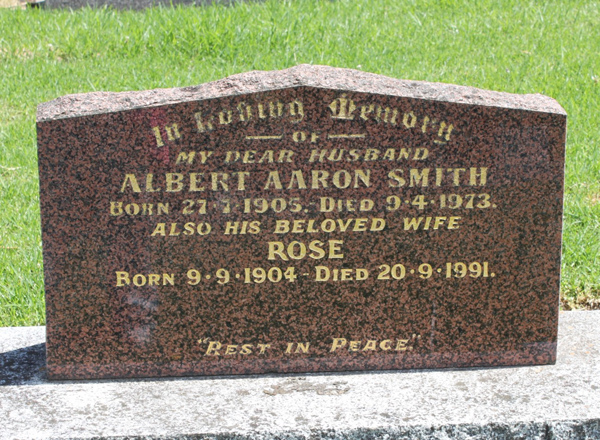 In Loving Memory
— OF —
MY DEAR HUSBAND
ALBERT AARON SMITH
BORN 27·7·1905. DIED 9·4·1973.
ALSO HIS BELOVED WIFE
ROSE
BORN 9·9·1904 - DIED 20·9·1991.
"REST IN PEACE."